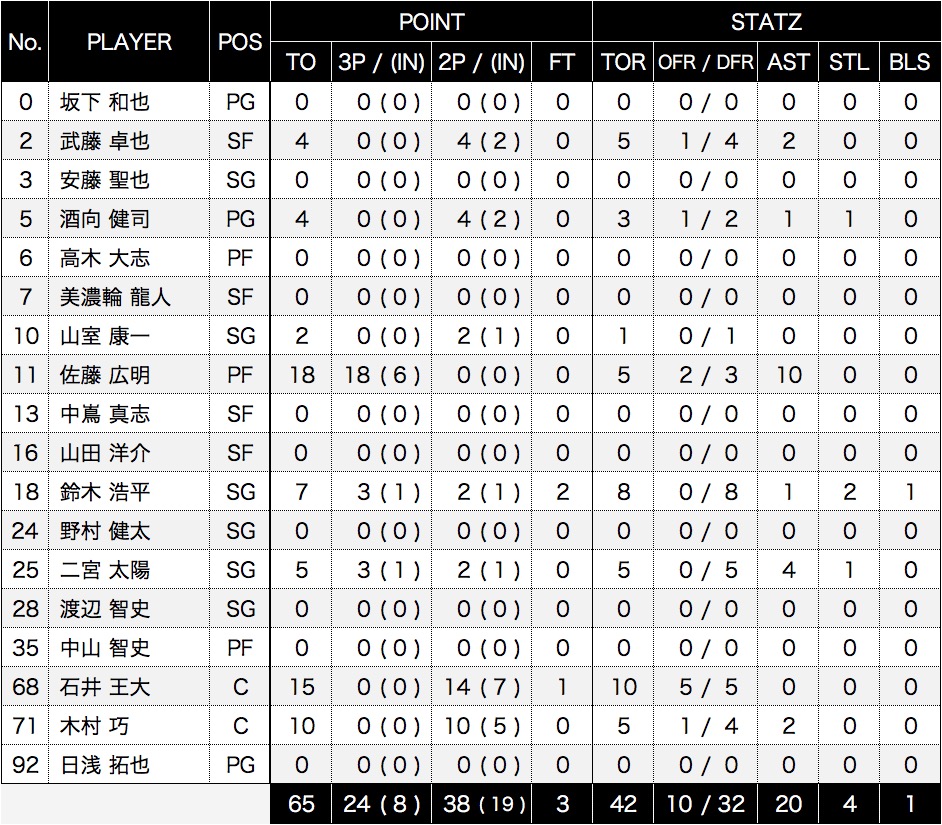 No. PLAYER POS POINT STATZ
TO 3P / (IN) 2P / (IN) FT TOR OFR / DFR AST STL BLS
0 坂下 和也 PG 0 0 ( 0 ) 0 ( 0 ) 0 0 0 / 0 0 0 0
2 武藤 卓也 SF 4 0 ( 0 ) 4 ( 2 ) 0 5 1 / 4 2 0 0
3 安藤 聖也 SG 0 0 ( 0 ) 0 ( 0 ) 0 0 0 / 0 0 0 0
5 酒向 健司 PG 4 0 ( 0 ) 4 ( 2 ) 0 3 1 / 2 1 1 0
6 高木 大志 PF 0 0 ( 0 ) 0 ( 0 ) 0 0 0 / 0 0 0 0
7 美濃輪 龍人 SF 0 0 ( 0 ) 0 ( 0 ) 0 0 0 / 0 0 0 0
10 山室 康一 SG 2 0 ( 0 ) 2 ( 1 ) 0 1 0 / 1 0 0 0
11 佐藤 広明 PF 18 18 ( 6 ) 0 ( 0 ) 0 5 2 / 3 10 0 0
13 中嶌 真志 SF 0 0 ( 0 ) 0 ( 0 ) 0 0 0 / 0 0 0 0
16 山田 洋介 SF 0 0 ( 0 ) 0 ( 0 ) 0 0 0 / 0 0 0 0
18 鈴木 浩平 SG 7 3 ( 1 ) 2 ( 1 ) 2 8 0 / 8 1 2 1
24 野村 健太 SG 0 0 ( 0 ) 0 ( 0 ) 0 0 0 / 0 0 0 0
25 二宮 太陽 SG 5 3 ( 1 ) 2 ( 1 ) 0 5 0 / 5 4 1 0
28 渡辺 智史 SG 0 0 ( 0 ) 0 ( 0 ) 0 0 0 / 0 0 0 0
35 中山 智史 PF 0 0 ( 0 ) 0 ( 0 ) 0 0 0 / 0 0 0 0
68 石井 王大 C 15 0 ( 0 ) 14 ( 7 ) 1 10 5 / 5 0 0 0
71 木村 巧 C 10 0 ( 0 ) 10 ( 5 ) 0 5 1 / 4 2 0 0
92 日浅 拓也 PG 0 0 ( 0 ) 0 ( 0 ) 0 0 0 / 0 0 0 0
65 24 ( 8 ) 38 ( 19 ) 3 42 10 / 32 20 4 1